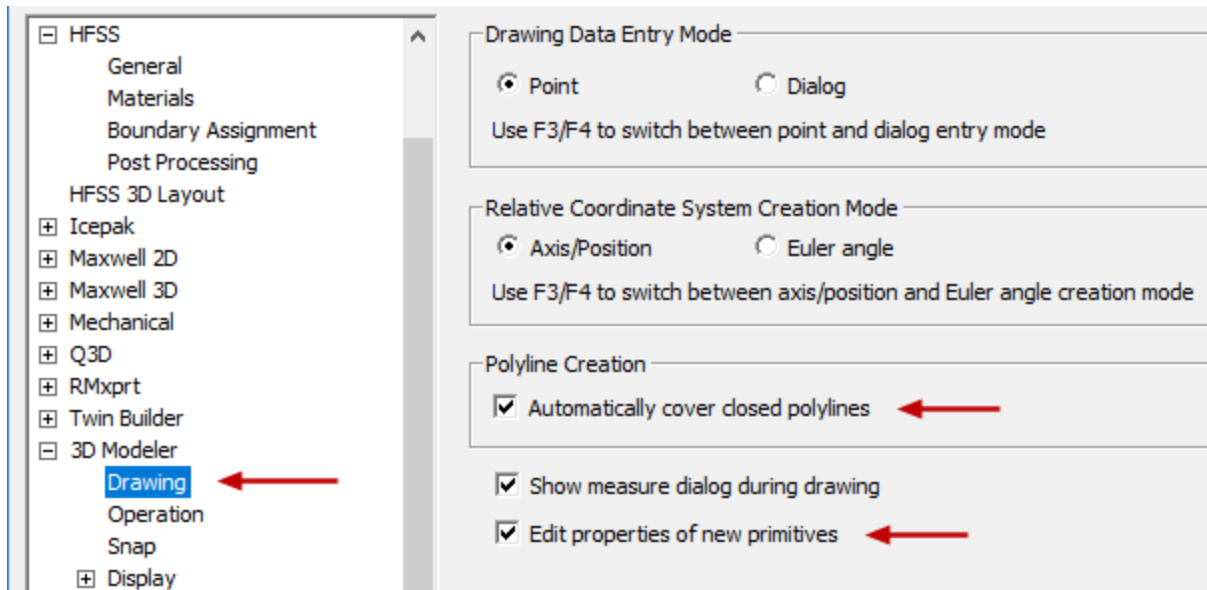 HFSS
General
Materials
Boundary Assignment
Post Processing
HFSS 3D Layout
Icepak
Maxwell 2D
Maxwell 3D
Mechanical
Q3D
RMxprt
Twin Builder
3D Modeler
Drawing
Operation
Snap
Display
Drawing Data Entry Mode
Point Dialog
Use F3/F4 to switch between point and dialog entry mode
Relative Coordinate System Creation Mode
Axis/Position Euler angle
Use F3/F4 to switch between axis/position and Euler angle creation mode
Polyline Creation
Automatically cover closed polylines
Show measure dialog during drawing
Edit properties of new primitives